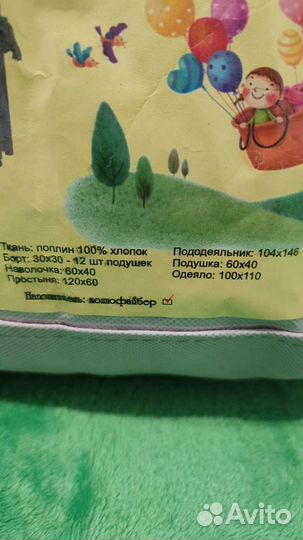 Ткань: поплин 100% хлопок
Борт: 30х30 - 12 шт.подушек
Наволочка: 60х40
Простыня: 120х60
Пододеяльник: 104х146
Подушка: 60х40
Одеяло: 100х110
Наполнитель: холофайбер
Avito